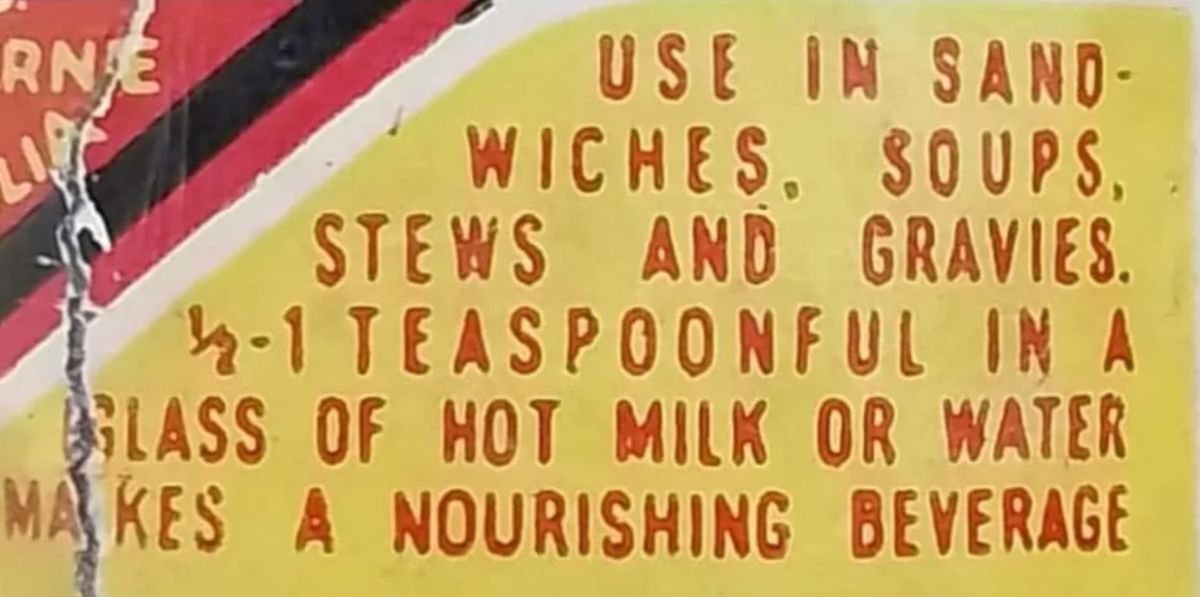 USE IN SAND-
WICHES. SOUPS,
STEWS AND GRAVIES.
½-1 TEASPOONFUL IN A
GLASS OF HOT MILK OR WATER
MAKES A NOURISHING BEVERAGE